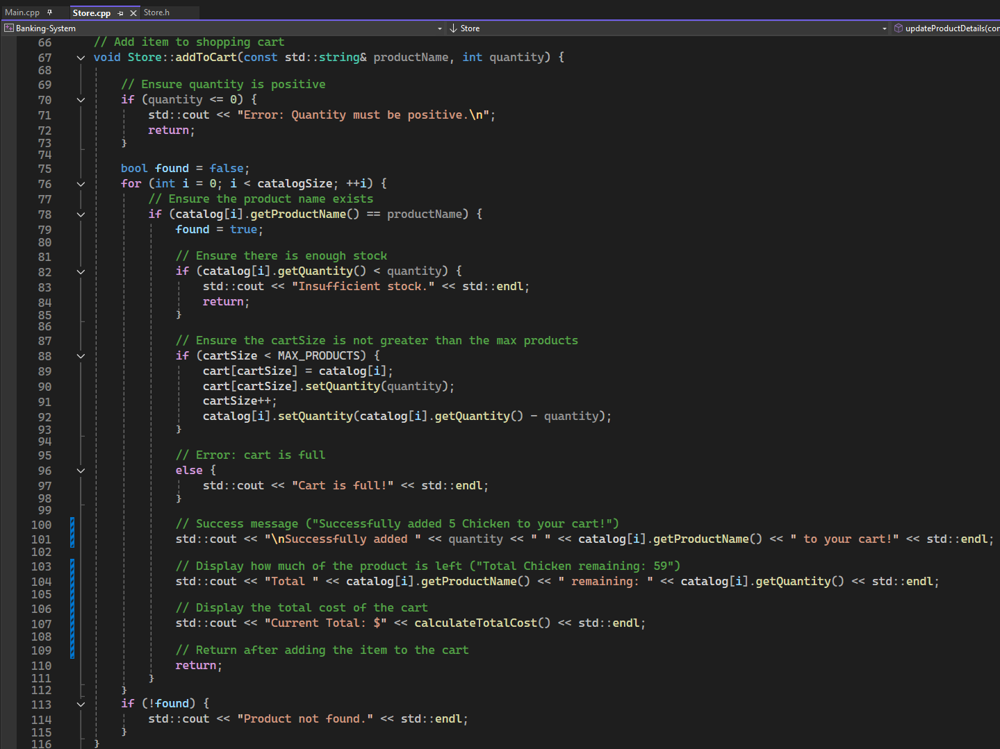 Main.cpp Store.cpp Store.h
Banking-System Store updateProductDetails(con
66 // Add item to shopping cart
67 void Store::addToCart(const std::string& productName, int quantity) {
68
69 // Ensure quantity is positive
70 if (quantity <= 0) {
71 std::cout << "Error: Quantity must be positive.\n";
72 return;
73 }
74
75 bool found = false;
76 for (int i = 0; i < catalogSize; ++i) {
77 // Ensure the product name exists
78 if (catalog[i].getProductName() == productName) {
79 found = true;
80
81 // Ensure there is enough stock
82 if (catalog[i].getQuantity() < quantity) {
83 std::cout << "Insufficient stock." << std::endl;
84 return;
85 }
86
87 // Ensure the cartSize is not greater than the max products
88 if (cartSize < MAX_PRODUCTS) {
89 cart[cartSize] = catalog[i];
90 cart[cartSize].setQuantity(quantity);
91 cartSize++;
92 catalog[i].setQuantity(catalog[i].getQuantity() - quantity);
93 }
94
95 // Error: cart is full
96 else {
97 std::cout << "Cart is full!" << std::endl;
98 }
99
100 // Success message ("Successfully added 5 Chicken to your cart!")
101 std::cout << "\nSuccessfully added " << quantity << " " << catalog[i].getProductName() << " to your cart!" << std::endl;
102
103 // Display how much of the product is left ("Total Chicken remaining: 59")
104 std::cout << "Total " << catalog[i].getProductName() << " remaining: " << catalog[i].getQuantity() << std::endl;
105
106 // Display the total cost of the cart
107 std::cout << "Current Total: $" << calculateTotalCost() << std::endl;
108
109 // Return after adding the item to the cart
110 return;
111 }
112 }
113 if (!found) {
114 std::cout << "Product not found." << std::endl;
115 }
116 }